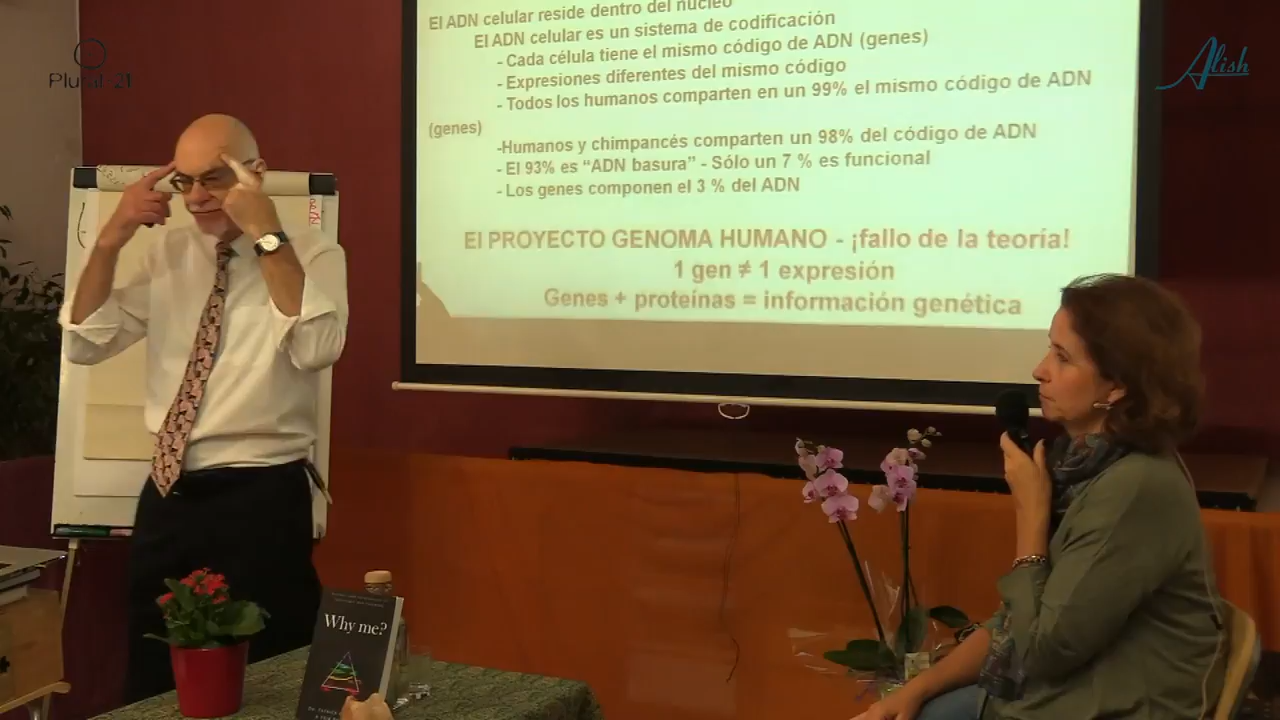 El ADN celular reside dentro del núcleo
El ADN celular es un sistema de codificación
- Cada célula tiene el mismo código de ADN (genes)
- Expresiones diferentes del mismo código
- Todos los humanos comparten en un 99% el mismo código de ADN
(genes)
-Humanos y chimpancés comparten un 98% del código de ADN
- El 93% es “ADN basura” - Sólo un 7 % es funcional
- Los genes componen el 3 % del ADN
El PROYECTO GENOMA HUMANO - ¡fallo de la teoría!
1 gen ≠ 1 expresión
Genes + proteínas = información genética
Plural-21
Alish
Why me?